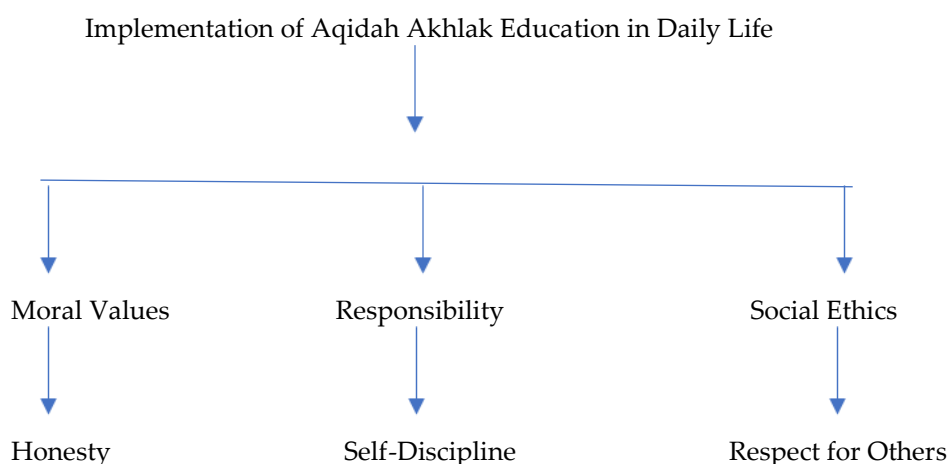 Implementation of Aqidah Akhlak Education in Daily Life
Moral Values
Responsibility
Social Ethics
Honesty
Self-Discipline
Respect for Others